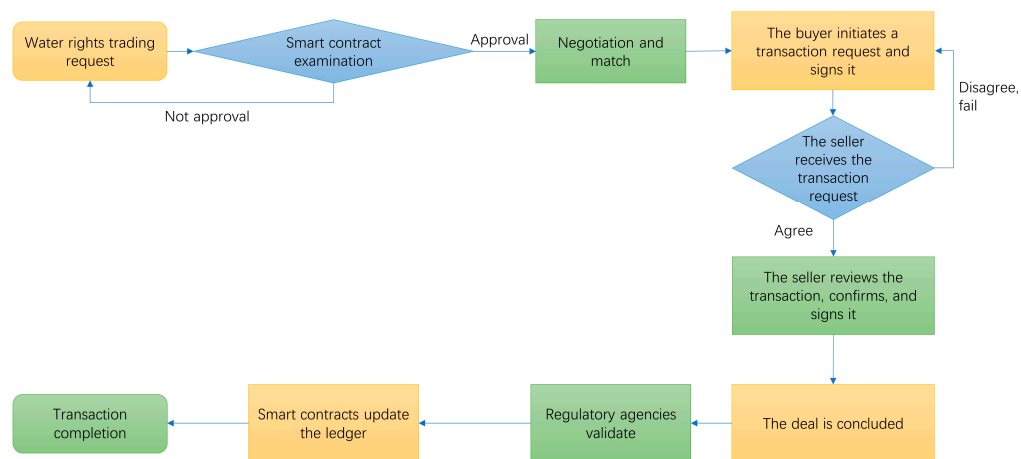 Water rights trading
request
Smart contract
examination
Approval
Not approval
Negotiation and
match
The buyer initiates a
transaction request and
signs it
Disagree,
fail
The seller
receives the
transaction
request
Agree
The seller reviews the
transaction, confirms, and
signs it
The deal is concluded
Regulatory agencies
validate
Smart contracts update
the ledger
Transaction
completion